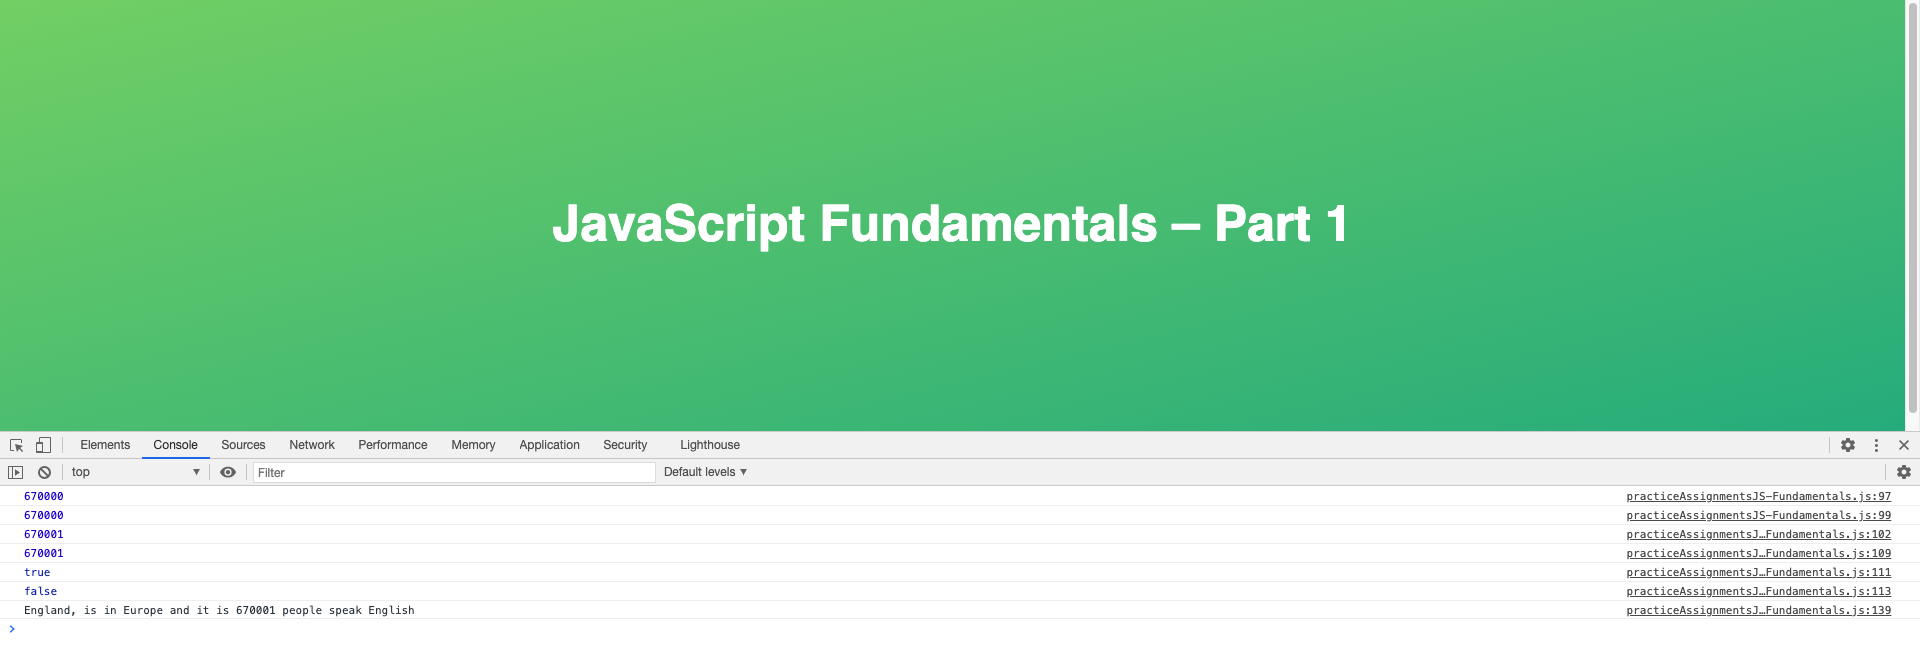 JavaScript Fundamentals – Part 1
Elements Console Sources Network Performance Memory Application Security Lighthouse
top Filter Default levels
670000 practiceAssignmentsJS-Fundamentals.js:97
670000 practiceAssignmentsJS-Fundamentals.js:99
670001 practiceAssignmentsJ…Fundamentals.js:102
670001 practiceAssignmentsJ…Fundamentals.js:109
true practiceAssignmentsJ…Fundamentals.js:111
false practiceAssignmentsJ…Fundamentals.js:113
England, is in Europe and it is 670001 people speak English practiceAssignmentsJ…Fundamentals.js:139